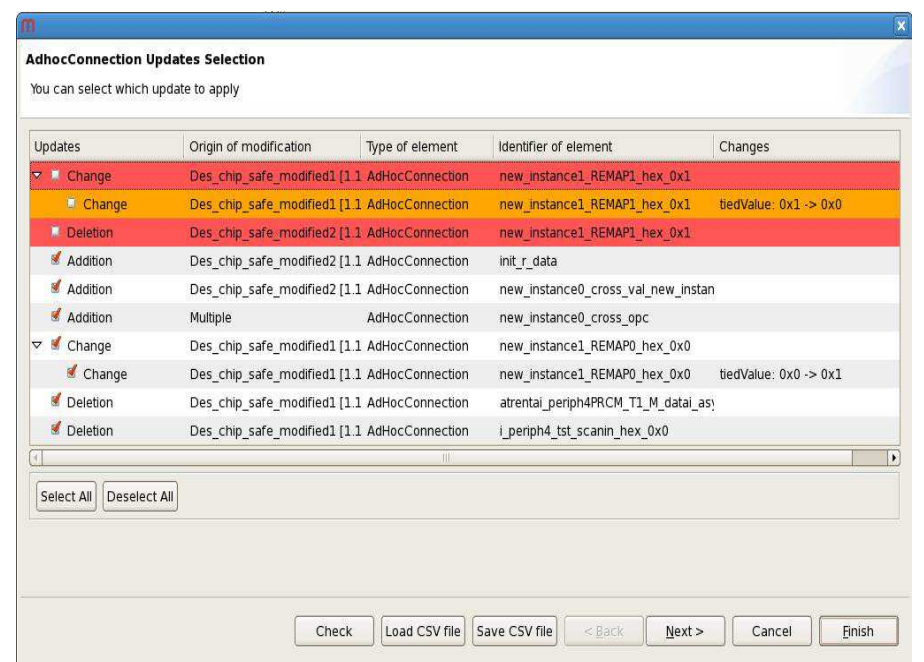 m
x
AdhocConnection Updates Selection
You can select which update to apply
Updates Origin of modification Type of element Identifier of element Changes
Change Des_chip_safe_modified1 [1.1 AdHocConnection new_instance1_REMAP1_hex_0x1
Change Des_chip_safe_modified1 [1.1 AdHocConnection new_instance1_REMAP1_hex_0x1 tiedValue: 0x1 -> 0x0
Deletion Des_chip_safe_modified2 [1.1 AdHocConnection new_instance1_REMAP1_hex_0x1
Addition Des_chip_safe_modified2 [1.1 AdHocConnection init_r_data
Addition Des_chip_safe_modified2 [1.1 AdHocConnection new_instance0_cross_val_new_instan
Addition Multiple AdHocConnection new_instance0_cross_opc
Change Des_chip_safe_modified1 [1.1 AdHocConnection new_instance1_REMAP0_hex_0x0
Change Des_chip_safe_modified1 [1.1 AdHocConnection new_instance1_REMAP0_hex_0x0 tiedValue: 0x0 -> 0x1
Deletion Des_chip_safe_modified1 [1.1 AdHocConnection atrentai_periph4PRCM_T1_M_datai_asy
Deletion Des_chip_safe_modified1 [1.1 AdHocConnection i_periph4_tst_scanin_hex_0x0
Select All Deselect All
Check Load CSV file Save CSV file < Back Next > Cancel Finish